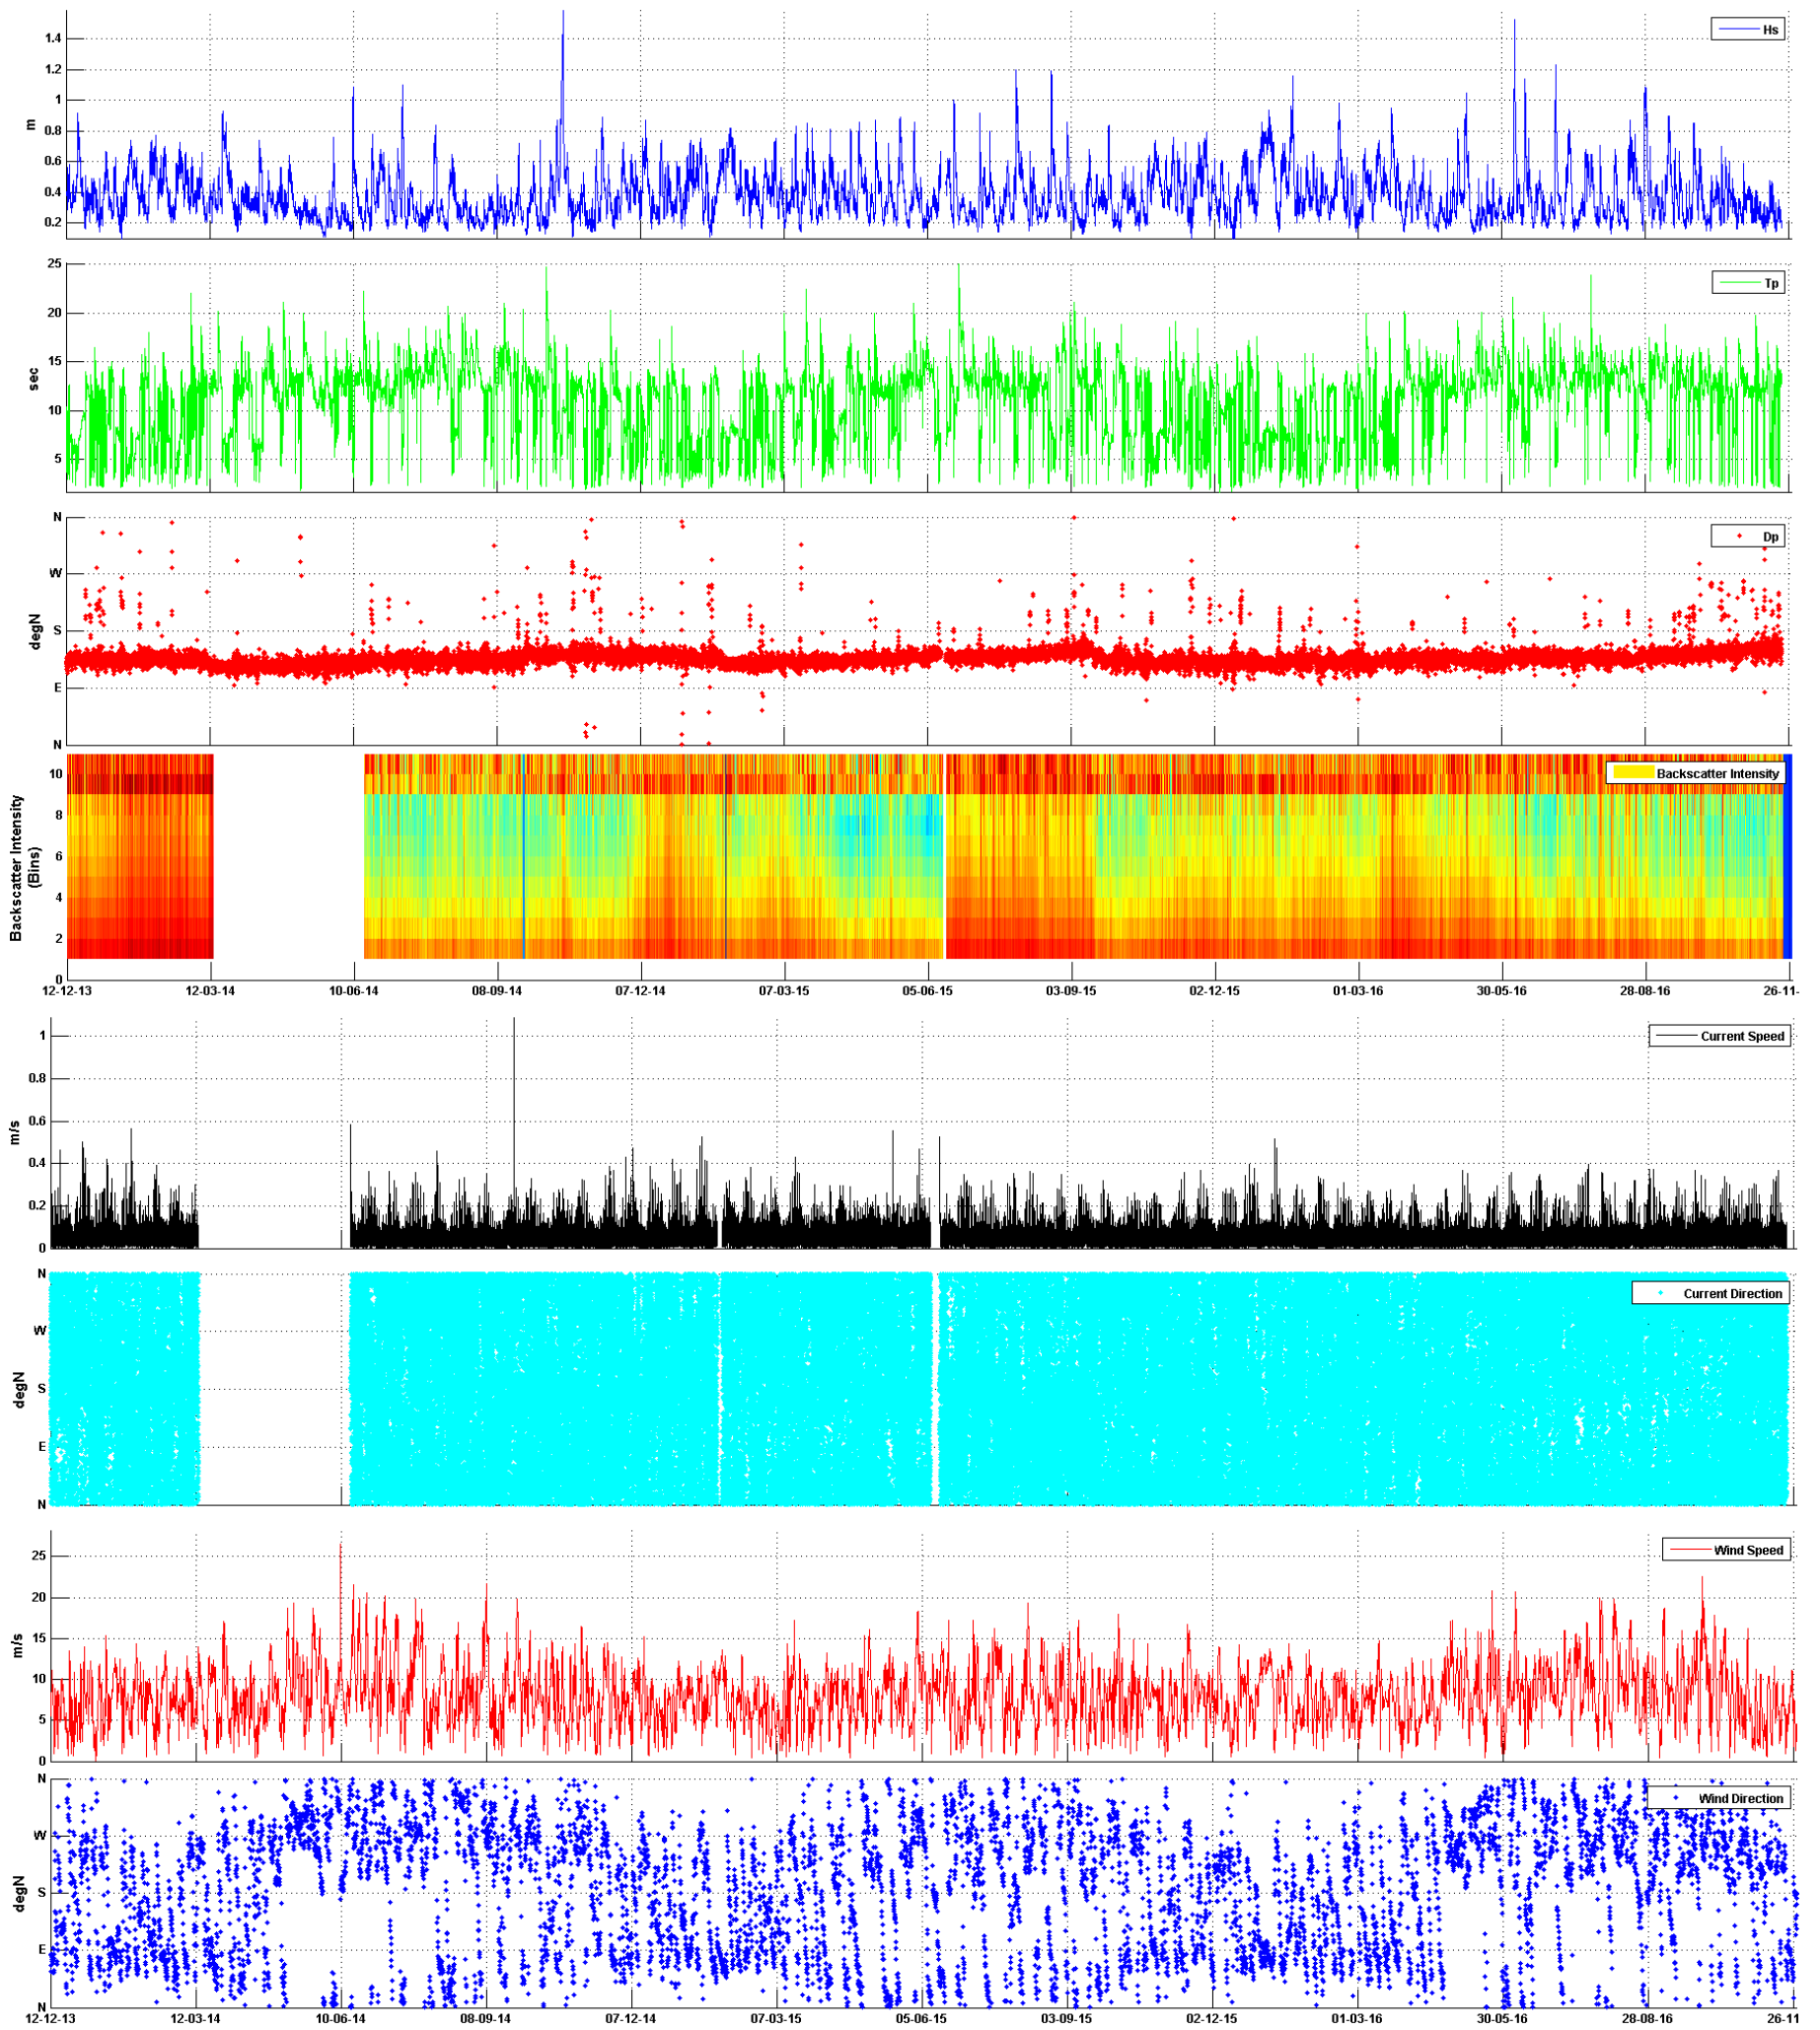 1.4
1.2
1
0.8
0.6
0.4
0.2
m
Hs
25
20
15
10
5
sec
Tp
N
W
S
E
N
degN
Dp
10
8
6
4
2
0
Backscatter Intensity
(Bins)
Backscatter Intensity
12-12-13 12-03-14 10-06-14 08-09-14 07-12-14 07-03-15 05-06-15 03-09-15 02-12-15 01-03-16 30-05-16 28-08-16 26-11-
1
0.8
0.6
0.4
0.2
0
m/s
Current Speed
N
W
S
E
N
degN
Current Direction
25
20
15
10
5
0
m/s
Wind Speed
N
W
S
E
N
degN
Wind Direction
12-12-13 12-03-14 10-06-14 08-09-14 07-12-14 07-03-15 05-06-15 03-09-15 02-12-15 01-03-16 30-05-16 28-08-16 26-11